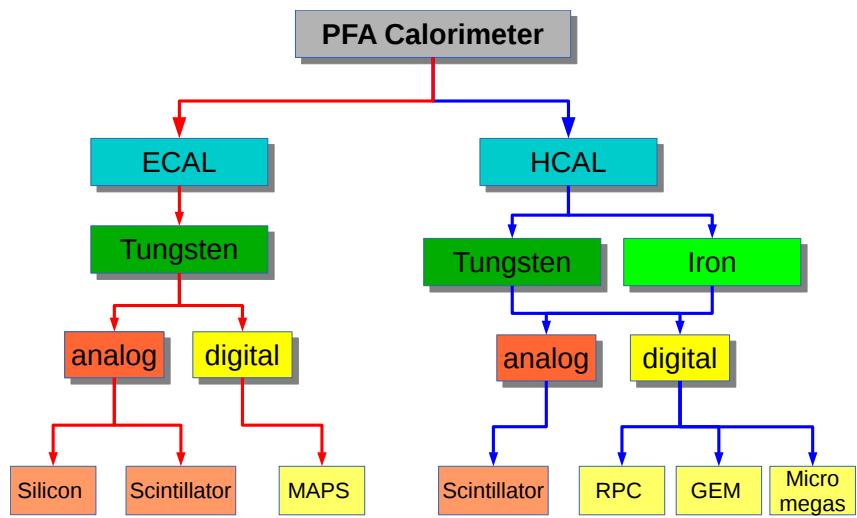 PFA Calorimeter
ECAL
HCAL
Tungsten
Tungsten
Iron
analog
digital
analog
digital
Silicon
Scintillator
MAPS
Scintillator
RPC
GEM
Micro
megas